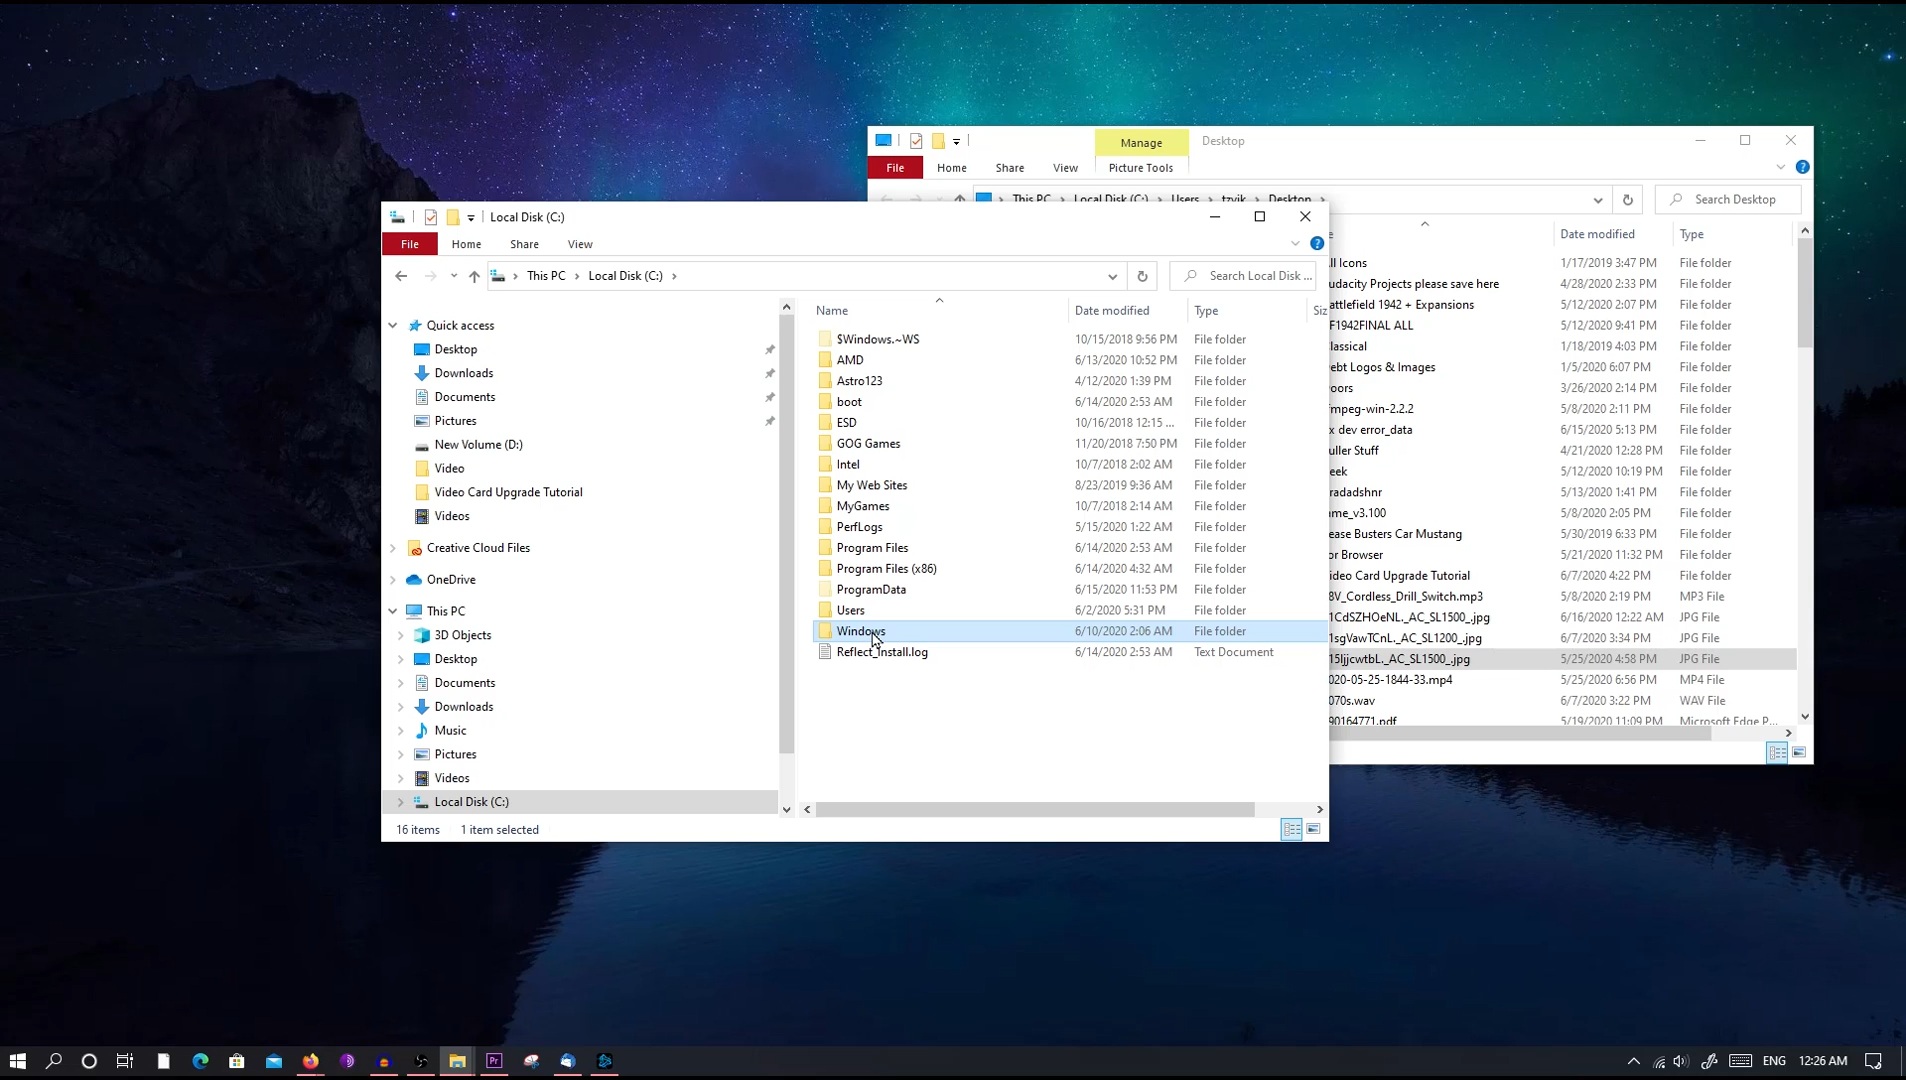 Manage
Desktop
File
Home
Share
View
Picture Tools
This PC > Local Disk (C:) > Users > tzvik > Desktop >
Search Desktop
Date modified
Type
ll Icons 1/17/2019 3:47 PM File folder
udacity Projects please save here 4/28/2020 2:33 PM File folder
attlefield 1942 + Expansions 5/12/2020 2:07 PM File folder
F1942FINAL ALL 5/12/2020 9:41 PM File folder
lassical 1/18/2019 4:03 PM File folder
ebt Logos & Images 1/5/2020 6:07 PM File folder
oors 3/26/2020 2:14 PM File folder
fmpeg-win-2.2.2 5/8/2020 2:11 PM File folder
x dev error_data 6/15/2020 5:13 PM File folder
uller Stuff 4/21/2020 12:28 PM File folder
eek 5/12/2020 10:19 PM File folder
radadshnr 5/13/2020 1:41 PM File folder
me_v3.100 5/8/2020 2:05 PM File folder
ease Busters Car Mustang 5/30/2019 6:33 PM File folder
or Browser 5/21/2020 11:32 PM File folder
ideo Card Upgrade Tutorial 6/7/2020 4:22 PM File folder
8V_Cordless_Drill_Switch.mp3 5/8/2020 2:19 PM MP3 File
1CdSZHOeNL._AC_SL1500_.jpg 6/16/2020 12:22 AM JPG File
1sgVawTCnL._AC_SL1200_.jpg 6/7/2020 3:34 PM JPG File
15ljjcwtbL._AC_SL1500_.jpg 5/25/2020 4:58 PM JPG File
020-05-25-1844-33.mp4 5/25/2020 6:56 PM MP4 File
070s.wav 6/7/2020 3:22 PM WAV File
90164771.pdf 5/19/2020 11:09 PM Microsoft Edge P...
Local Disk (C:)
File
Home
Share
View
This PC > Local Disk (C:) >
Search Local Disk ...
Quick access
Desktop
Downloads
Documents
Pictures
New Volume (D:)
Video
Video Card Upgrade Tutorial
Videos
Creative Cloud Files
OneDrive
This PC
3D Objects
Desktop
Documents
Downloads
Music
Pictures
Videos
Local Disk (C:)
Name
Date modified
Type
Siz
$Windows.~WS 10/15/2018 9:56 PM File folder
AMD 6/13/2020 10:52 PM File folder
Astro123 4/12/2020 1:39 PM File folder
boot 6/14/2020 2:53 AM File folder
ESD 10/16/2018 12:15 ... File folder
GOG Games 11/20/2018 7:50 PM File folder
Intel 10/7/2018 2:02 AM File folder
My Web Sites 8/23/2019 9:36 AM File folder
MyGames 10/7/2018 2:14 AM File folder
PerfLogs 5/15/2020 1:22 AM File folder
Program Files 6/14/2020 2:53 AM File folder
Program Files (x86) 6/14/2020 4:32 AM File folder
ProgramData 6/15/2020 11:53 PM File folder
Users 6/2/2020 5:31 PM File folder
Windows 6/10/2020 2:06 AM File folder
Reflect_Install.log 6/14/2020 2:53 AM Text Document
16 items
1 item selected
Pr
ENG
12:26 AM